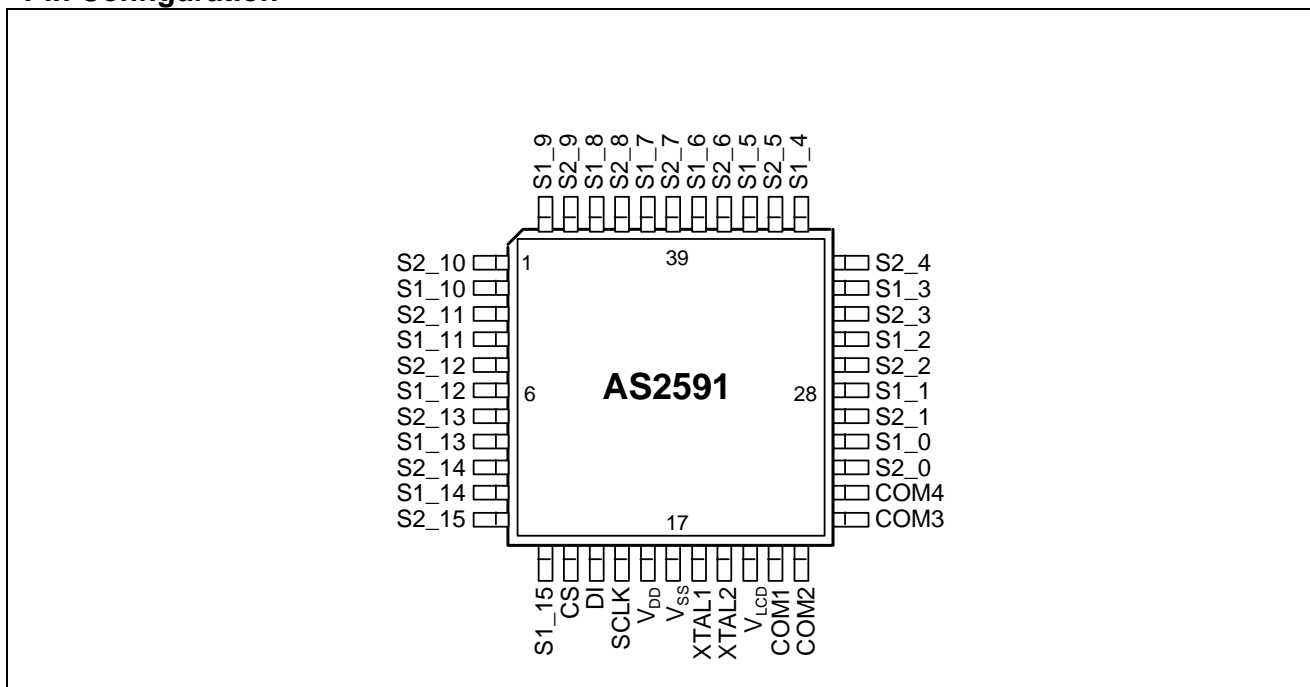 S1_9
S2_9
S1_8
S2_8
S1_7
S2_7
S1_6
S2_6
S1_5
S2_5
S1_4
S2_10
S1_10
S2_11
S1_11
S2_12
S1_12
S2_13
S1_13
S2_14
S1_14
S2_15
1
39
6
AS2591
28
17
S2_4
S1_3
S2_3
S1_2
S2_2
S1_1
S2_1
S1_0
S2_0
COM4
COM3
S1_15
CS
DI
SCLK
VDD
VSS
XTAL1
XTAL2
VLCD
COM1
COM2